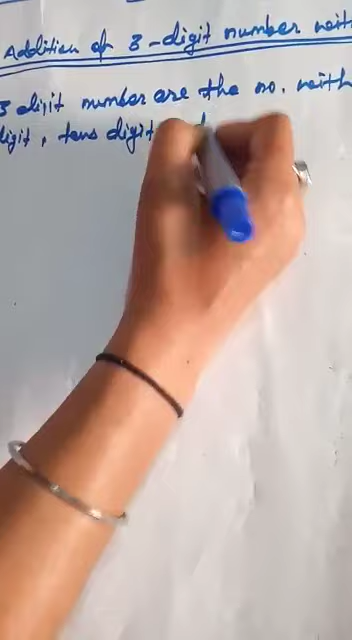 Addition of 3-digit number with
3 digit number are the no. with
digit, tens digit